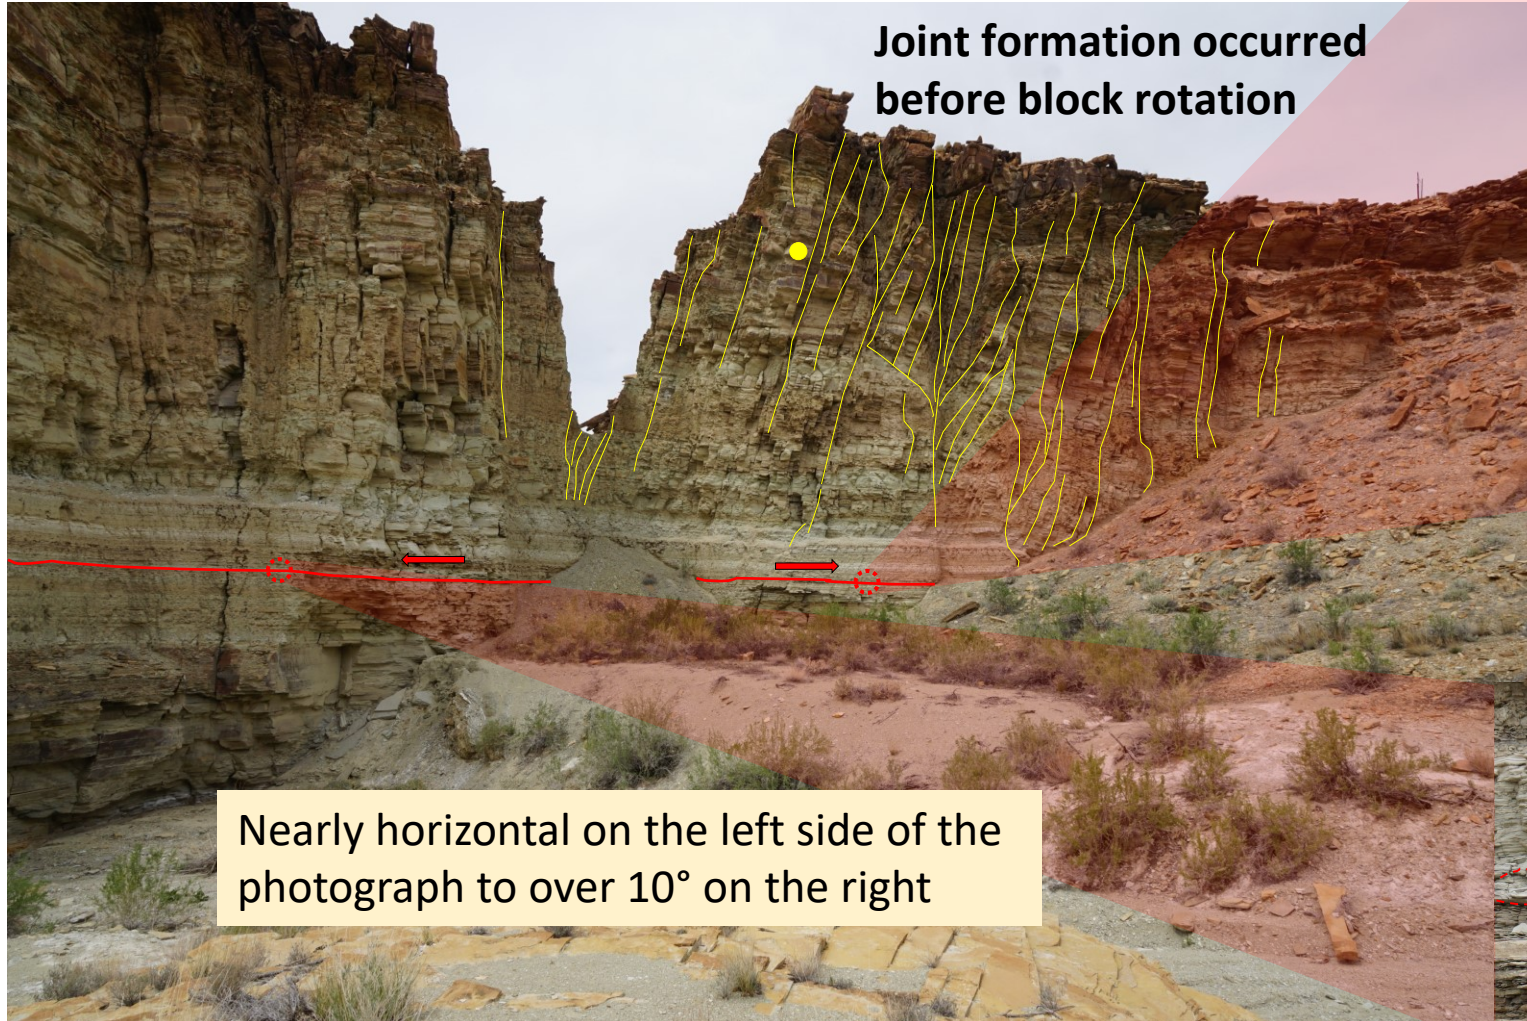 Joint formation occurred
before block rotation
Nearly horizontal on the left side of the
photograph to over 10° on the right